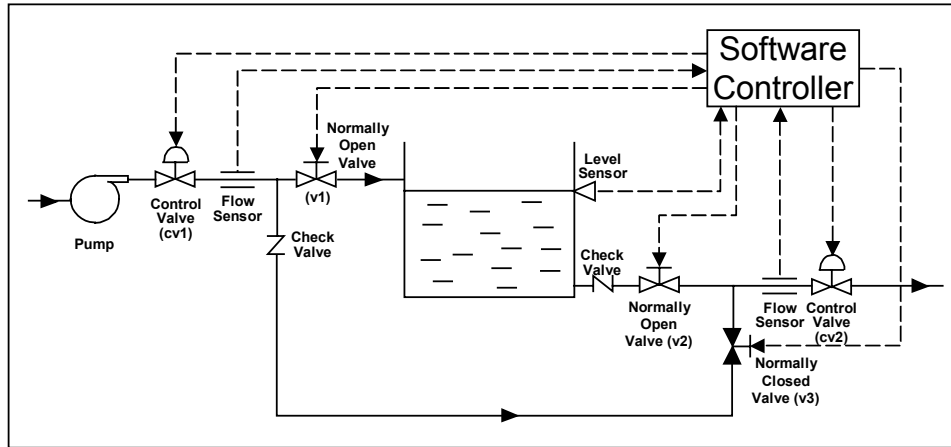 Software
Controller
Normally
Open
Valve
(v1)
Level
Sensor
Pump
Control
Valve
(cv1)
Flow
Sensor
Check
Valve
Check
Valve
Normally
Open
Valve (v2)
Flow
Sensor
Control
Valve
(cv2)
Normally
Closed
Valve (v3)